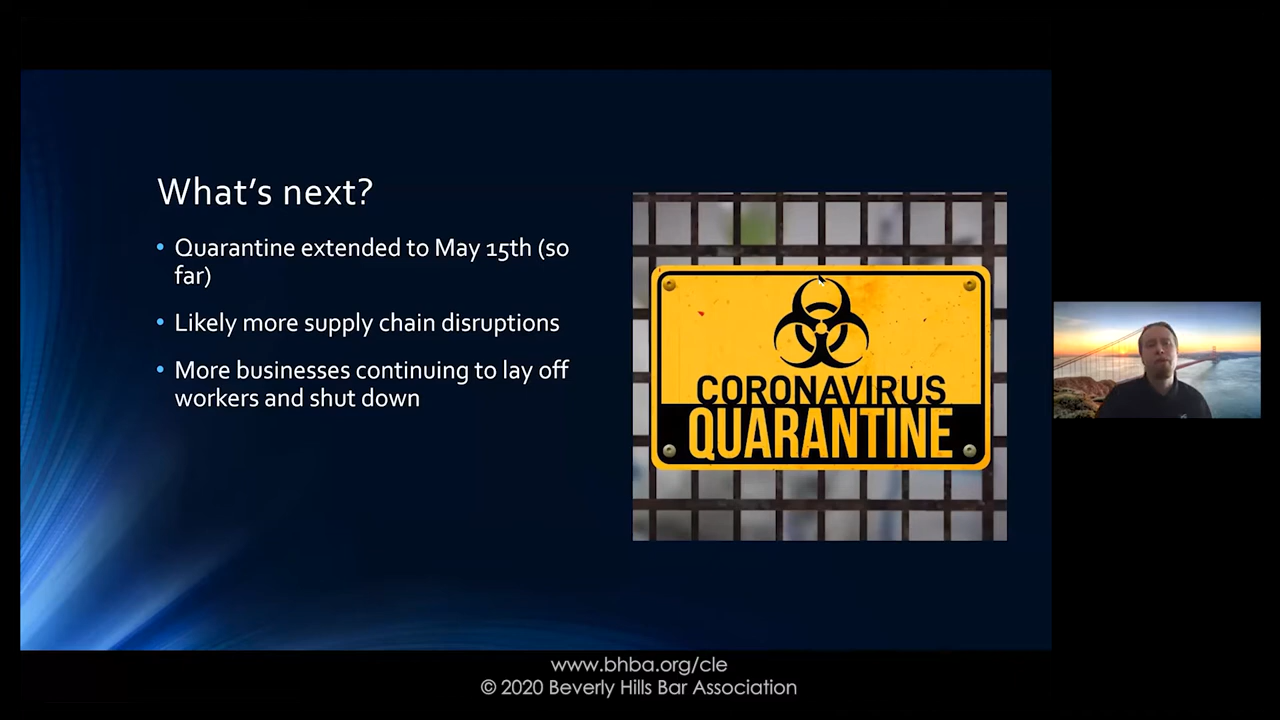 What's next?
• Quarantine extended to May 15th (so
far)
• Likely more supply chain disruptions
• More businesses continuing to lay off
workers and shut down
CORONAVIRUS
QUARANTINE
www.bhba.org/cle
© 2020 Beverly Hills Bar Association